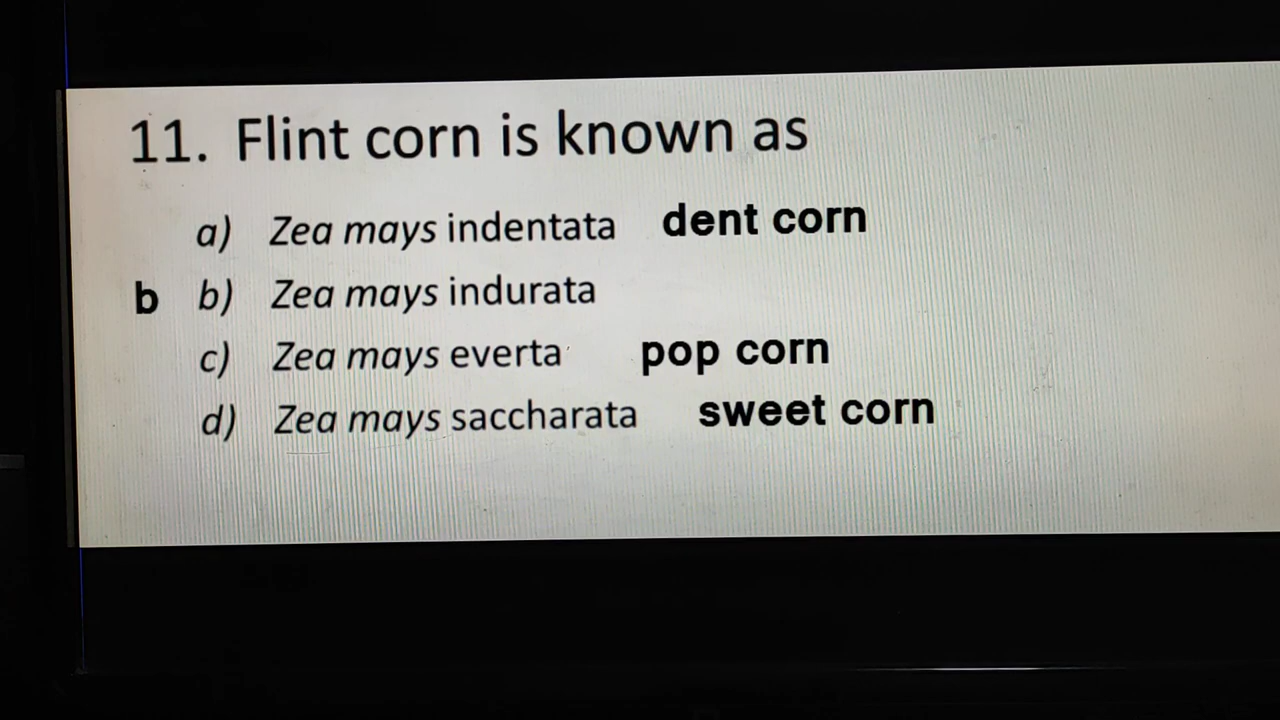 11. Flint corn is known as
a) Zea mays indentata dent corn
b b) Zea mays indurata
c) Zea mays everta pop corn
d) Zea mays saccharata sweet corn